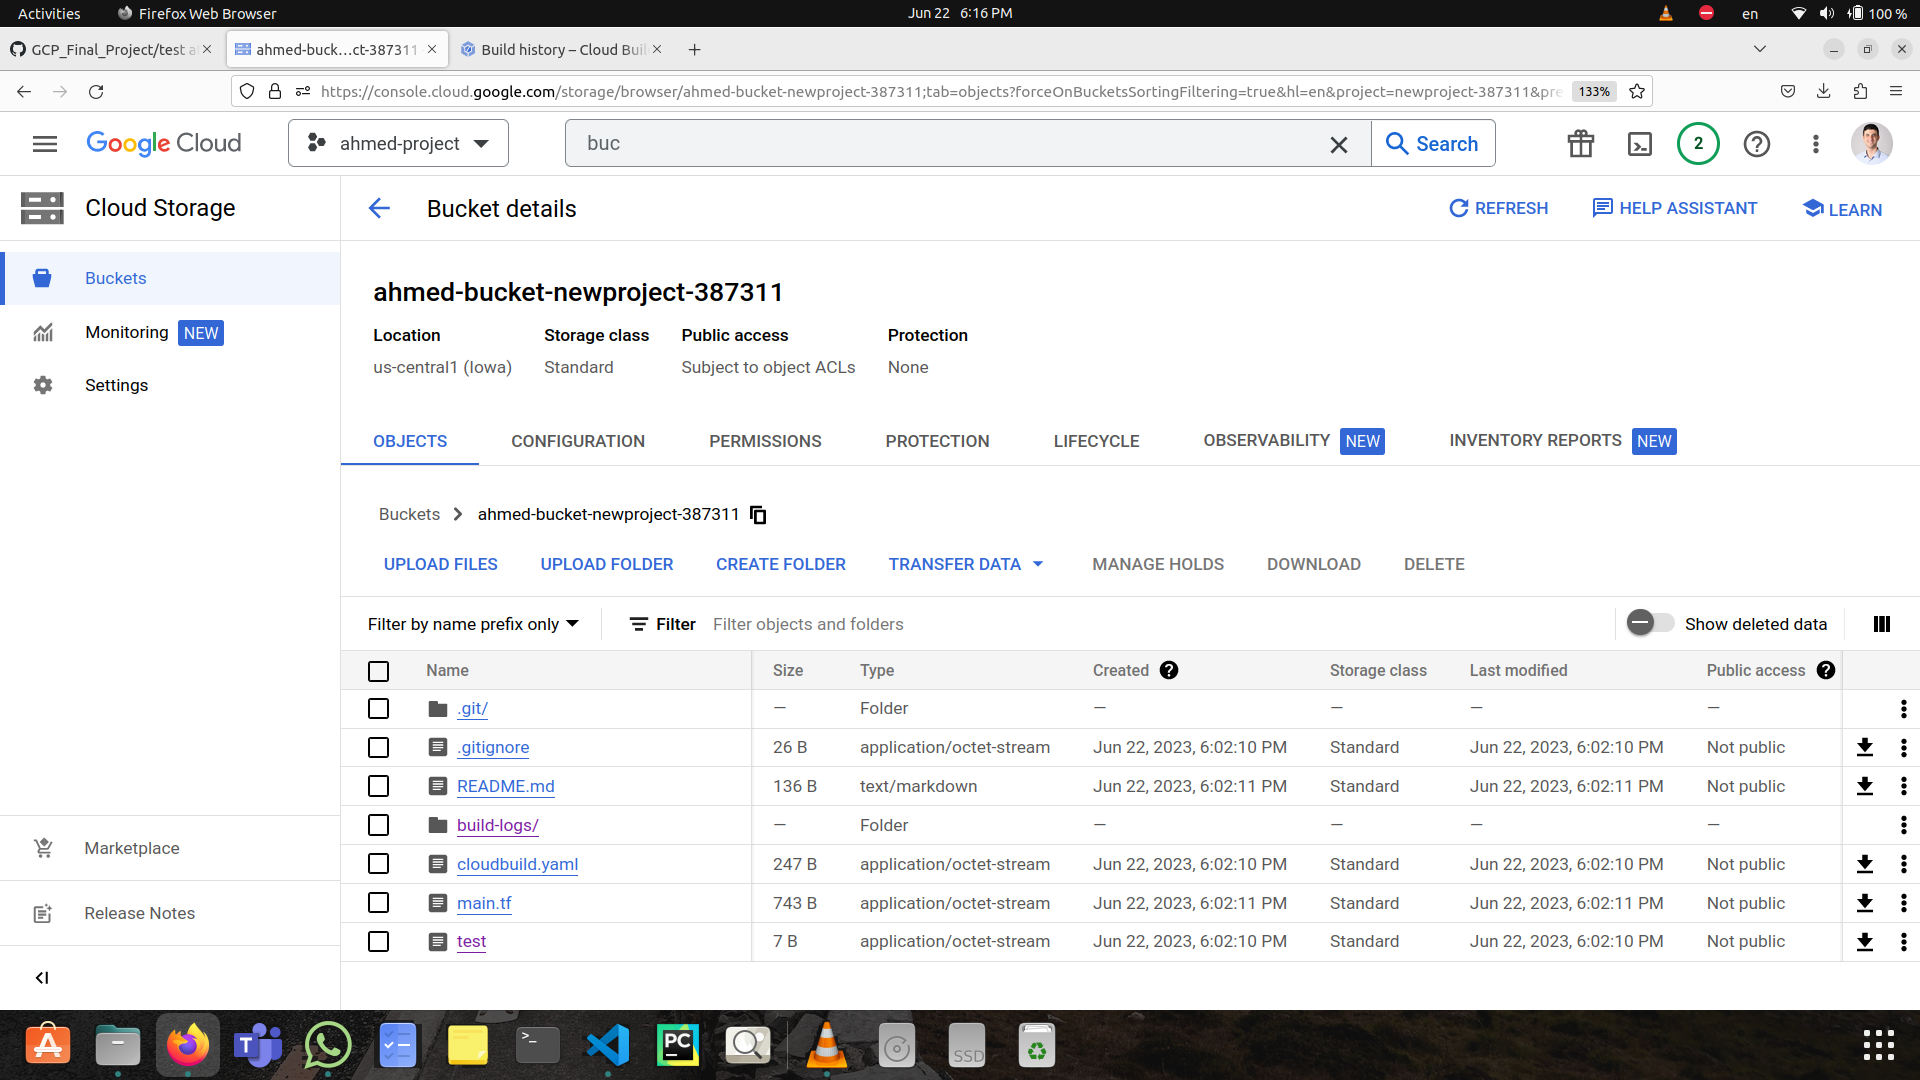 Activities Firefox Web Browser Jun 22 6:16 PM en 100 %
GCP_Final_Project/test a ahmed-buck…ct-387311 Build history – Cloud Buil
https://console.cloud.google.com/storage/browser/ahmed-bucket-newproject-387311;tab=objects?forceOnBucketsSortingFiltering=true&hl=en&project=newproject-387311&pre 133%
Google Cloud ahmed-project buc Search 2
Cloud Storage Bucket details REFRESH HELP ASSISTANT LEARN
Buckets
Monitoring NEW
Settings
ahmed-bucket-newproject-387311
Location Storage class Public access Protection
us-central1 (Iowa) Standard Subject to object ACLs None
OBJECTS CONFIGURATION PERMISSIONS PROTECTION LIFECYCLE OBSERVABILITY NEW INVENTORY REPORTS NEW
Buckets ahmed-bucket-newproject-387311
UPLOAD FILES UPLOAD FOLDER CREATE FOLDER TRANSFER DATA MANAGE HOLDS DOWNLOAD DELETE
Filter by name prefix only Filter Filter objects and folders Show deleted data
Name Size Type Created Storage class Last modified Public access
.git/ — Folder — — — —
.gitignore 26 B application/octet-stream Jun 22, 2023, 6:02:10 PM Standard Jun 22, 2023, 6:02:10 PM Not public
README.md 136 B text/markdown Jun 22, 2023, 6:02:11 PM Standard Jun 22, 2023, 6:02:11 PM Not public
build-logs/ — Folder — — — —
cloudbuild.yaml 247 B application/octet-stream Jun 22, 2023, 6:02:10 PM Standard Jun 22, 2023, 6:02:10 PM Not public
main.tf 743 B application/octet-stream Jun 22, 2023, 6:02:11 PM Standard Jun 22, 2023, 6:02:11 PM Not public
test 7 B application/octet-stream Jun 22, 2023, 6:02:10 PM Standard Jun 22, 2023, 6:02:10 PM Not public
Marketplace
Release Notes
PC
SSD